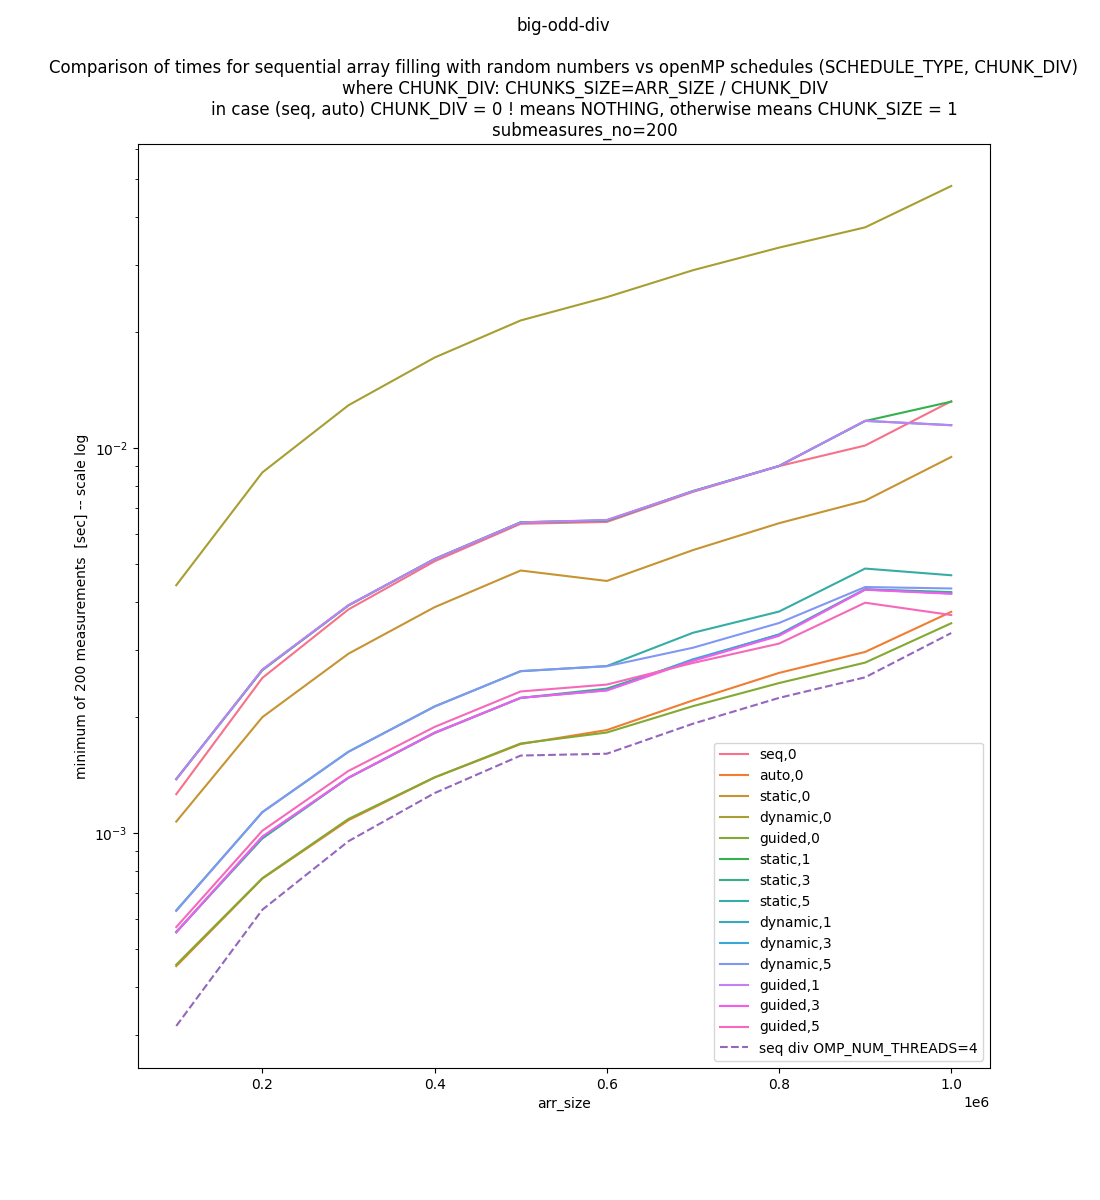 big-odd-div
Comparison of times for sequential array filling with random numbers vs openMP schedules (SCHEDULE_TYPE, CHUNK_DIV)
where CHUNK_DIV: CHUNKS_SIZE=ARR_SIZE / CHUNK_DIV
in case (seq, auto) CHUNK_DIV = 0 ! means NOTHING, otherwise means CHUNK_SIZE = 1
submeasures_no=200
minimum of 200 measurements  [sec] -- scale log
10⁻²
10⁻³
seq,0
auto,0
static,0
dynamic,0
guided,0
static,1
static,3
static,5
dynamic,1
dynamic,3
dynamic,5
guided,1
guided,3
guided,5
seq div OMP_NUM_THREADS=4
0.2 0.4 0.6 0.8 1.0
1e6
arr_size